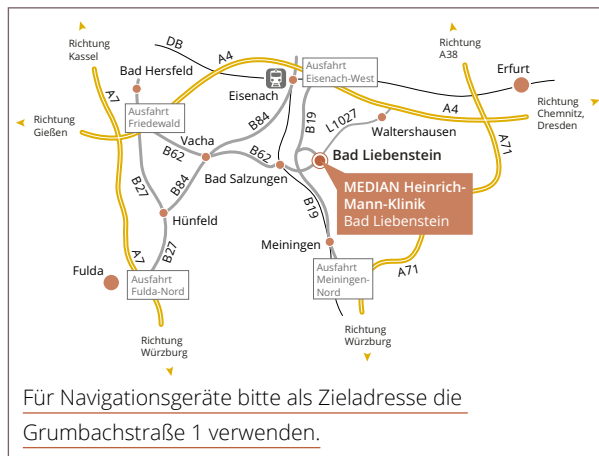 Richtung
Kassel
DB
A4
Richtung
A38
Bad Hersfeld
A7
Eisenach
Ausfahrt
Eisenach-West
Erfurt
Richtung
Gießen
Ausfahrt
Friedewald
B84
B19
L1027
A4
Richtung
Chemnitz,
Dresden
Vacha
Waltershausen
B62
B62
Bad Liebenstein
A71
B27
B84
Bad Salzungen
MEDIAN Heinrich-
Mann-Klinik
Bad Liebenstein
Hünfeld
B19
B27
A7
Meiningen
Fulda
Ausfahrt
Fulda-Nord
Ausfahrt
Meiningen-
Nord
A71
Richtung
Würzburg
Richtung
Würzburg
Für Navigationsgeräte bitte als Zieladresse die
Grumbachstraße 1 verwenden.